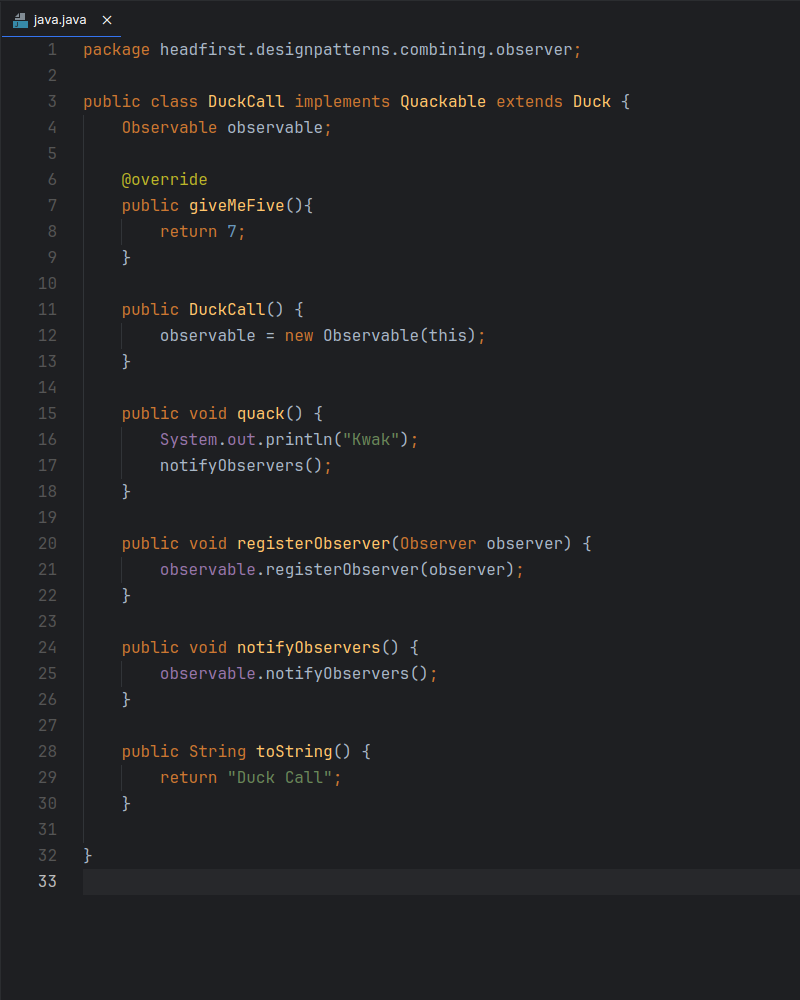 java.java
1 package headfirst.designpatterns.combining.observer;
2
3 public class DuckCall implements Quackable extends Duck {
4     Observable observable;
5
6     @override
7     public giveMeFive(){
8         return 7;
9     }
10
11     public DuckCall() {
12         observable = new Observable(this);
13     }
14
15     public void quack() {
16         System.out.println("Kwak");
17         notifyObservers();
18     }
19
20     public void registerObserver(Observer observer) {
21         observable.registerObserver(observer);
22     }
23
24     public void notifyObservers() {
25         observable.notifyObservers();
26     }
27
28     public String toString() {
29         return "Duck Call";
30     }
31
32 }
33